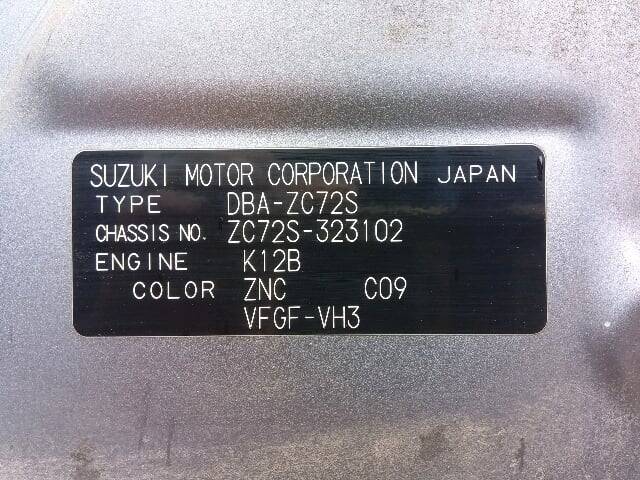 SUZUKI MOTOR CORPORATION JAPAN
TYPE DBA-ZC72S
CHASSIS NO. ZC72S-323102
ENGINE K12B
COLOR ZNC C09
VFGF-VH3